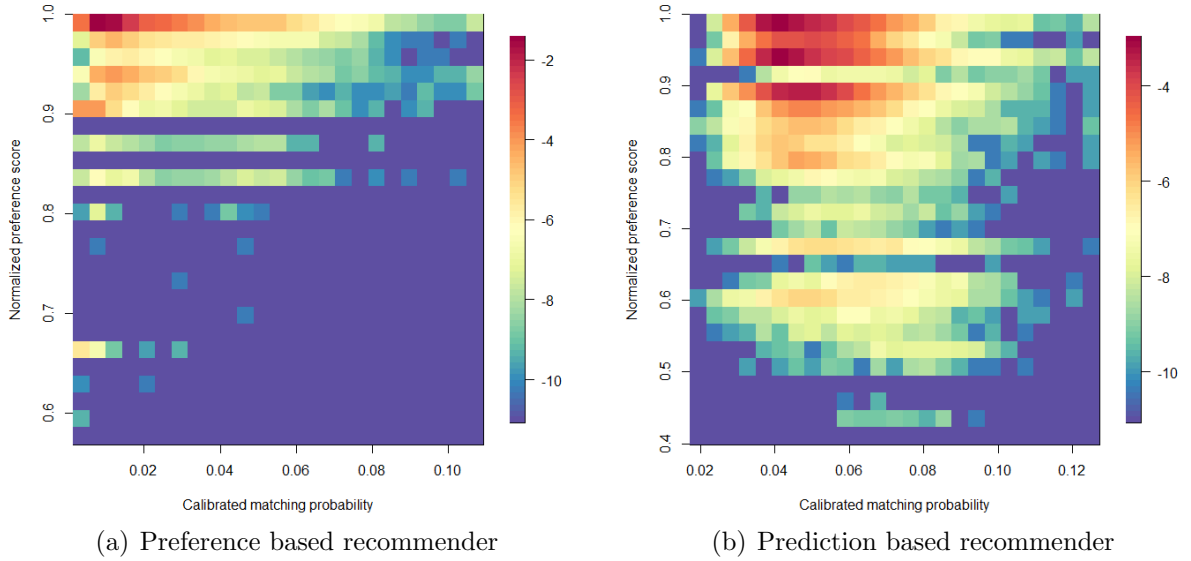 1.0
0.9
0.8
0.7
0.6
Normalized preference score
0.02 0.04 0.06 0.08 0.10
Calibrated matching probability
-2
-4
-6
-8
-10
(a) Preference based recommender
1.0
0.9
0.8
0.7
0.6
0.5
0.4
Normalized preference score
0.02 0.04 0.06 0.08 0.10 0.12
Calibrated matching probability
-4
-6
-8
-10
(b) Prediction based recommender